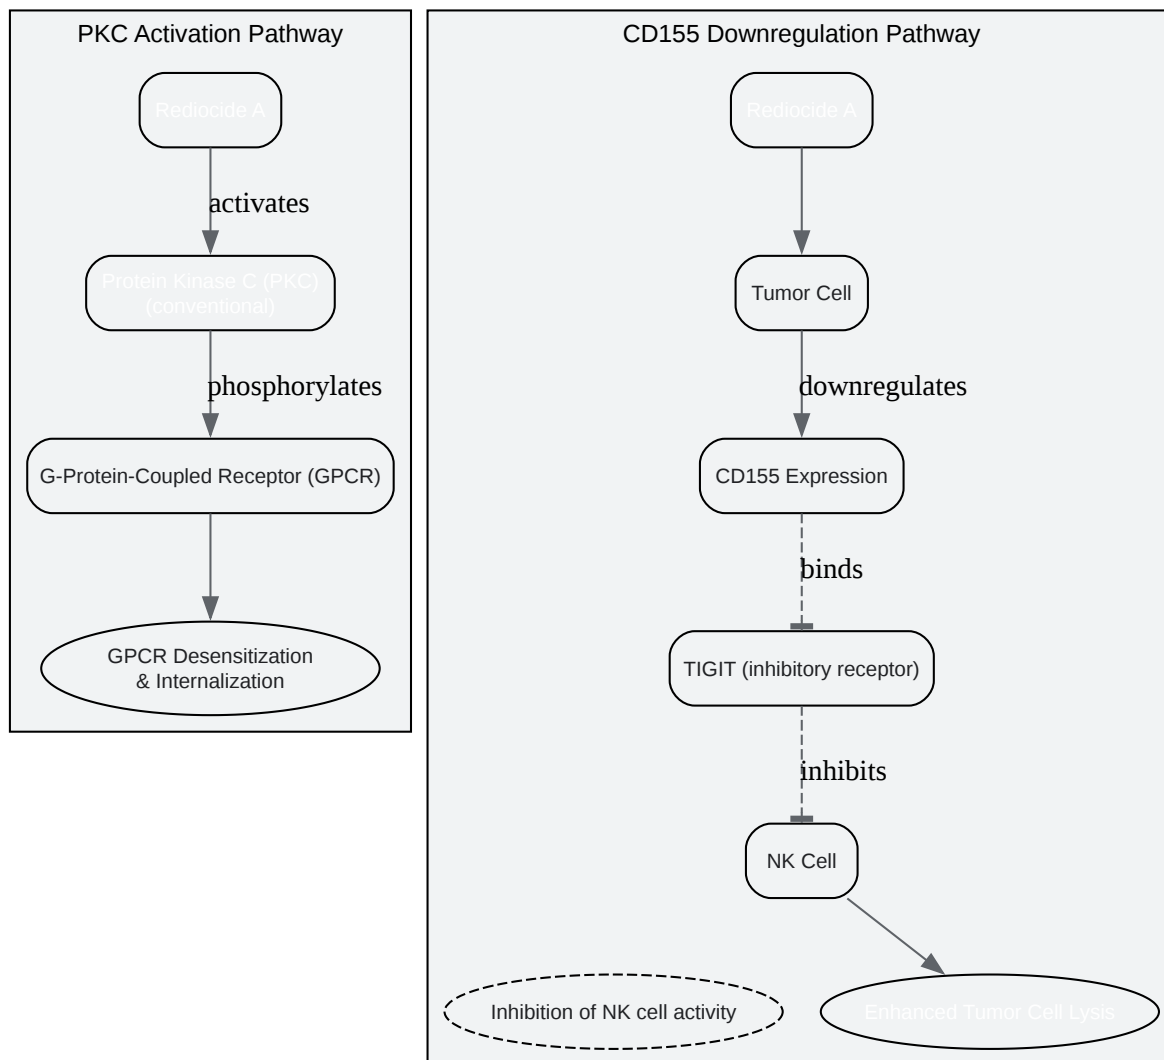 PKC Activation Pathway
Rediocide A
activates
Protein Kinase C (PKC)
(conventional)
phosphorylates
G-Protein-Coupled Receptor (GPCR)
GPCR Desensitization
& Internalization
CD155 Downregulation Pathway
Rediocide A
Tumor Cell
downregulates
CD155 Expression
binds
TIGIT (inhibitory receptor)
inhibits
NK Cell
Inhibition of NK cell activity
Enhanced Tumor Cell Lysis